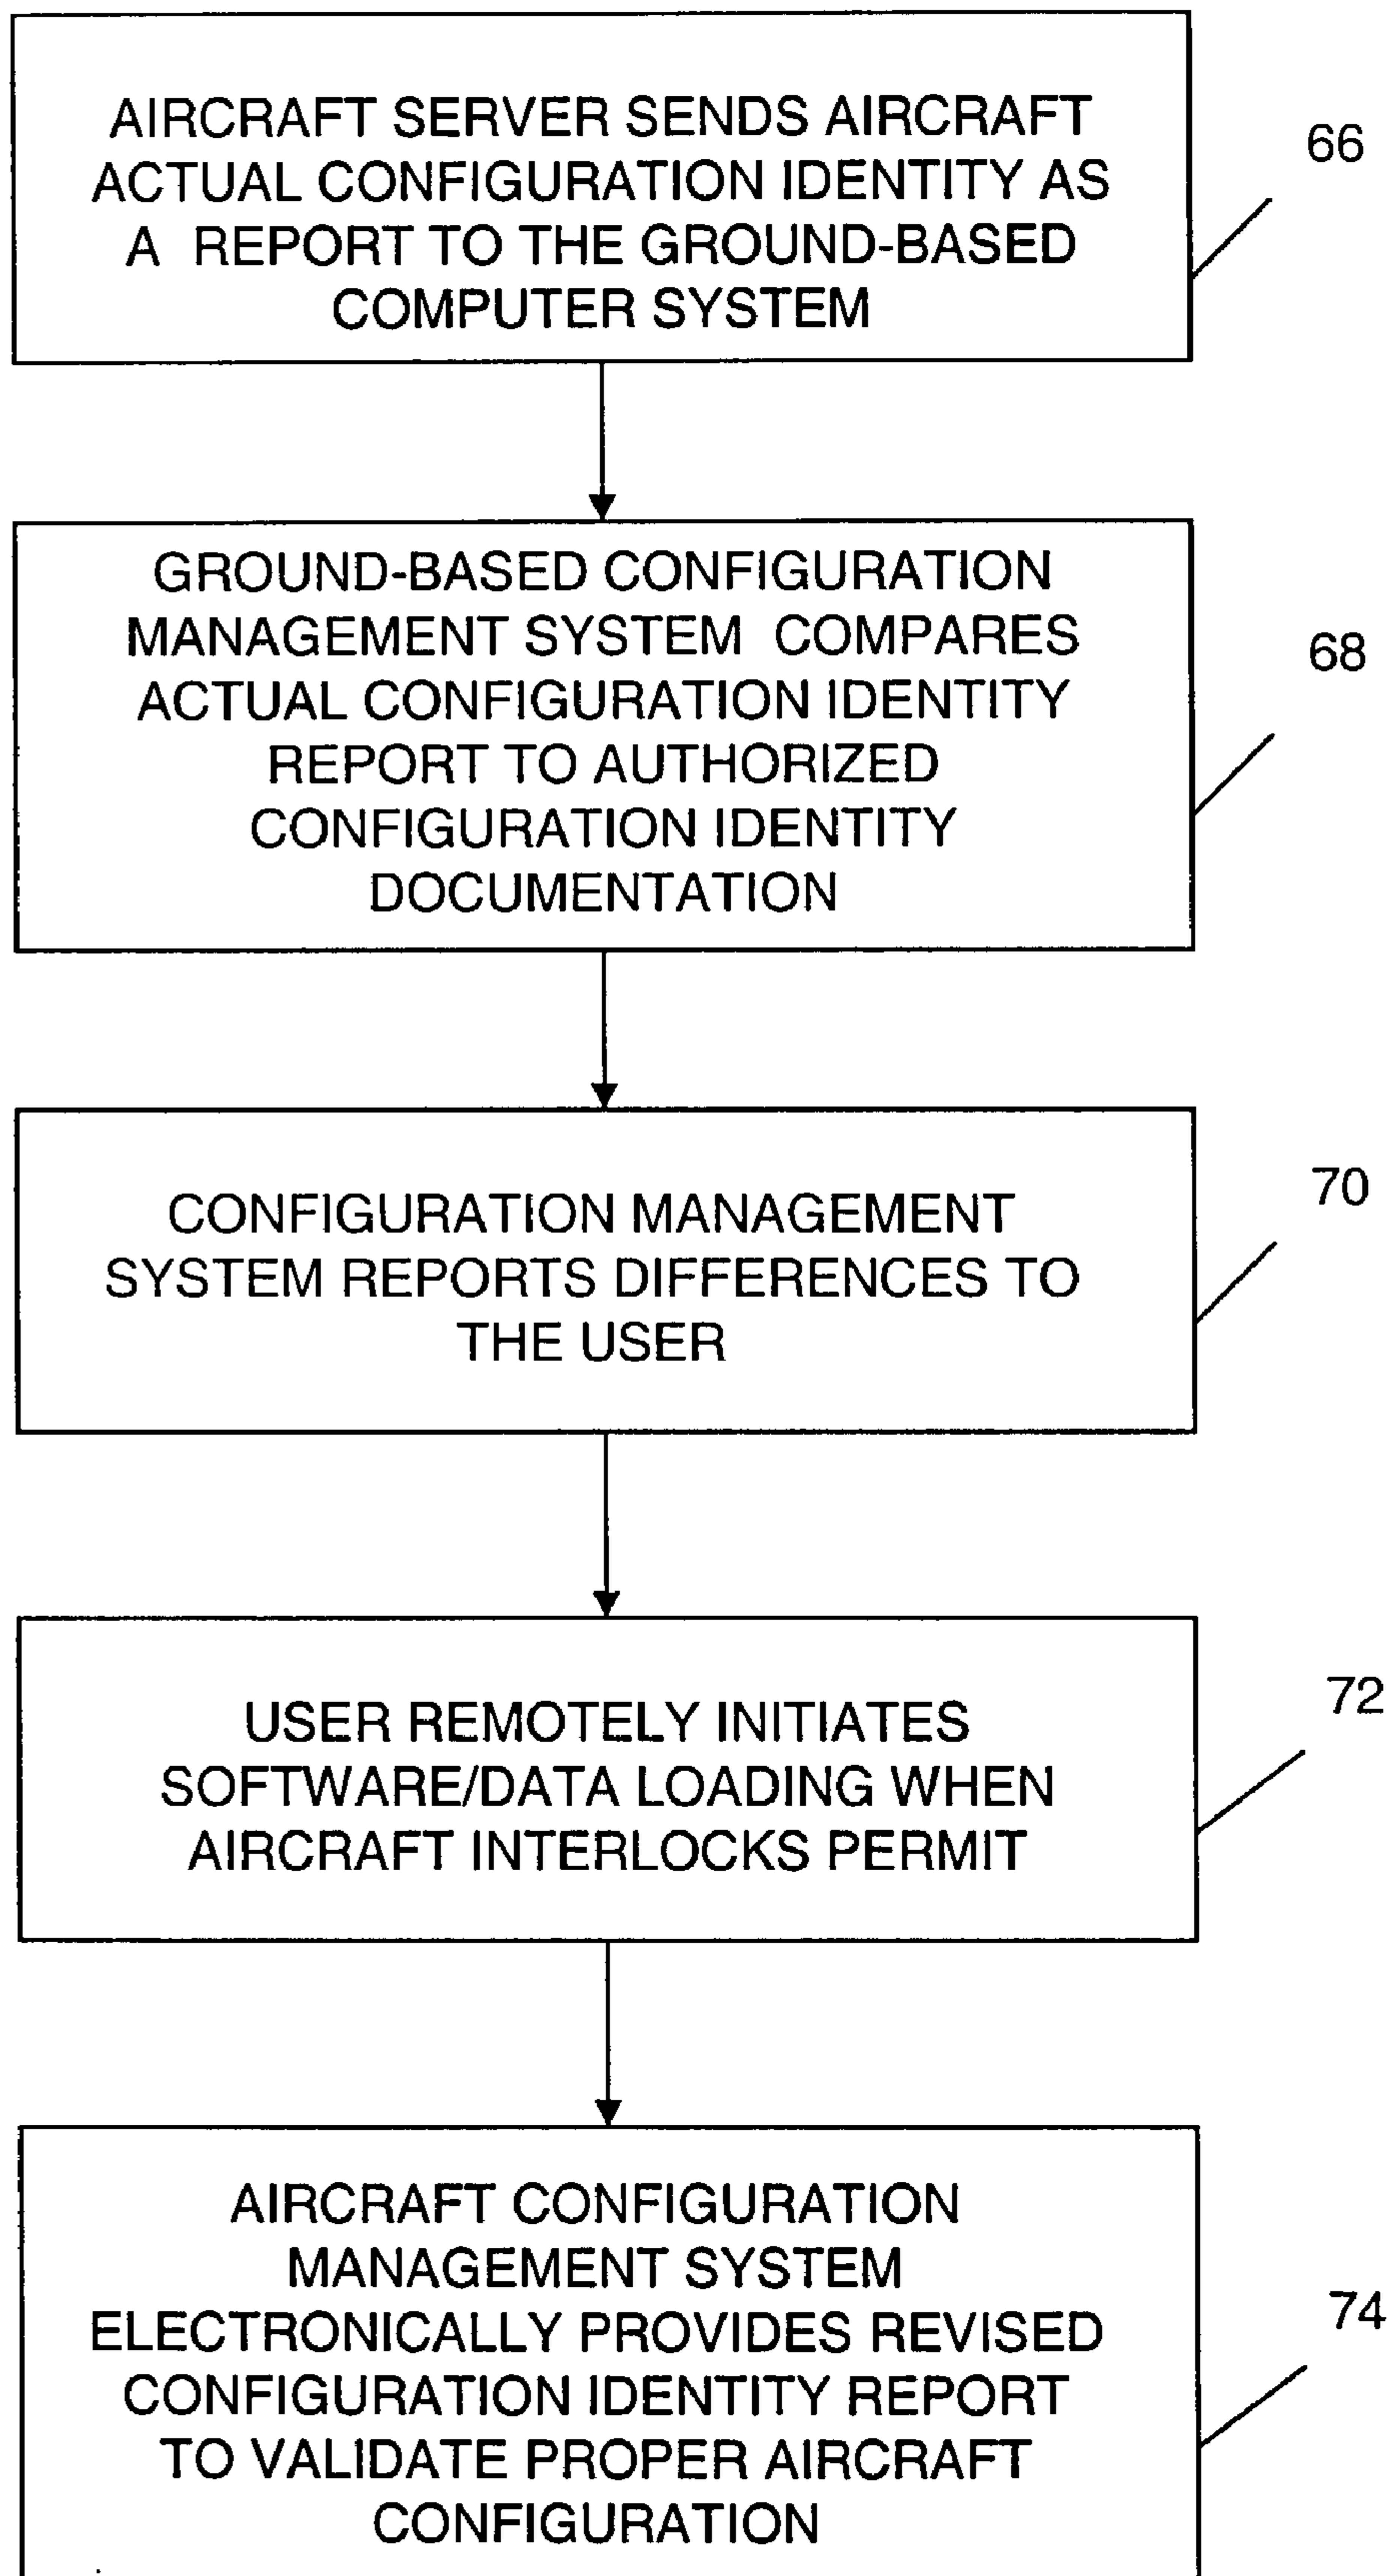 AIRCRAFT SERVER SENDS AIRCRAFT
ACTUAL CONFIGURATION IDENTITY AS
A REPORT TO THE GROUND-BASED
COMPUTER SYSTEM
66
GROUND-BASED CONFIGURATION
MANAGEMENT SYSTEM COMPARES
ACTUAL CONFIGURATION IDENTITY
REPORT TO AUTHORIZED
CONFIGURATION IDENTITY
DOCUMENTATION
68
CONFIGURATION MANAGEMENT
SYSTEM REPORTS DIFFERENCES TO
THE USER
70
USER REMOTELY INITIATES
SOFTWARE/DATA LOADING WHEN
AIRCRAFT INTERLOCKS PERMIT
72
AIRCRAFT CONFIGURATION
MANAGEMENT SYSTEM
ELECTRONICALLY PROVIDES REVISED
CONFIGURATION IDENTITY REPORT
TO VALIDATE PROPER AIRCRAFT
CONFIGURATION
74